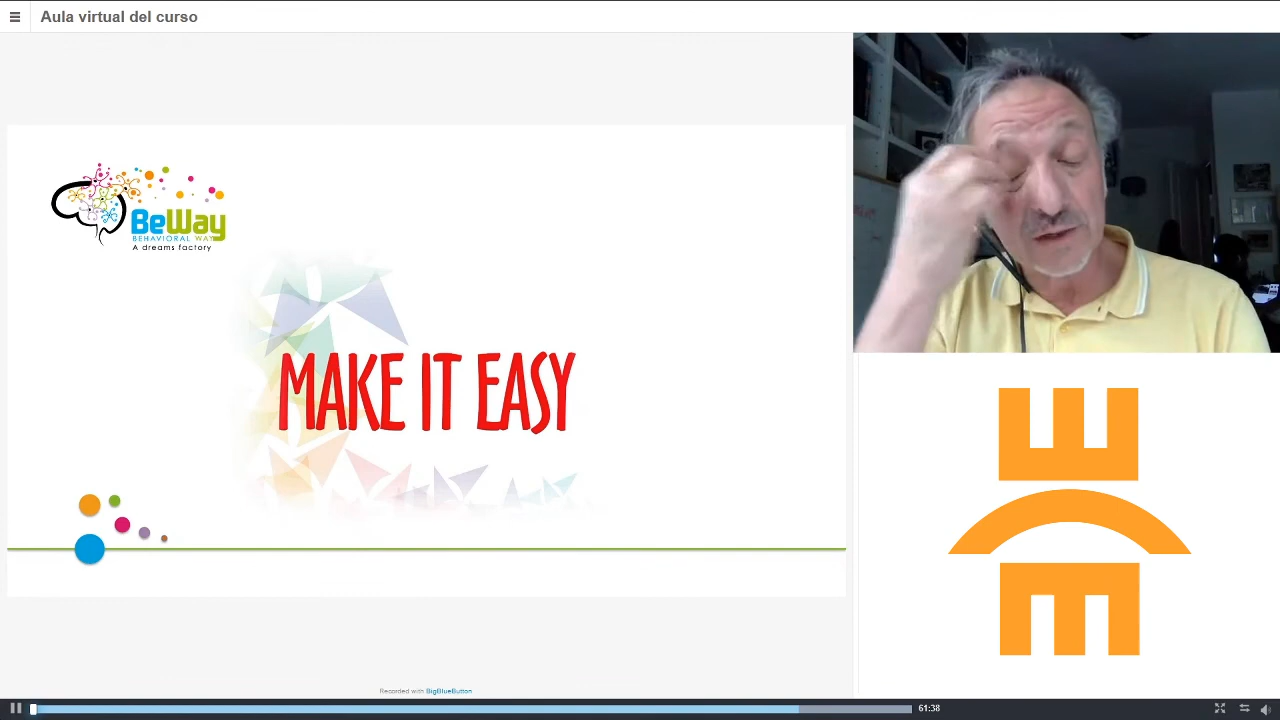 Aula virtual del curso
BeWay
BEHAVIORAL WAY
A dreams factory
MAKE IT EASY
Recorded with BigBlueButton
61:38